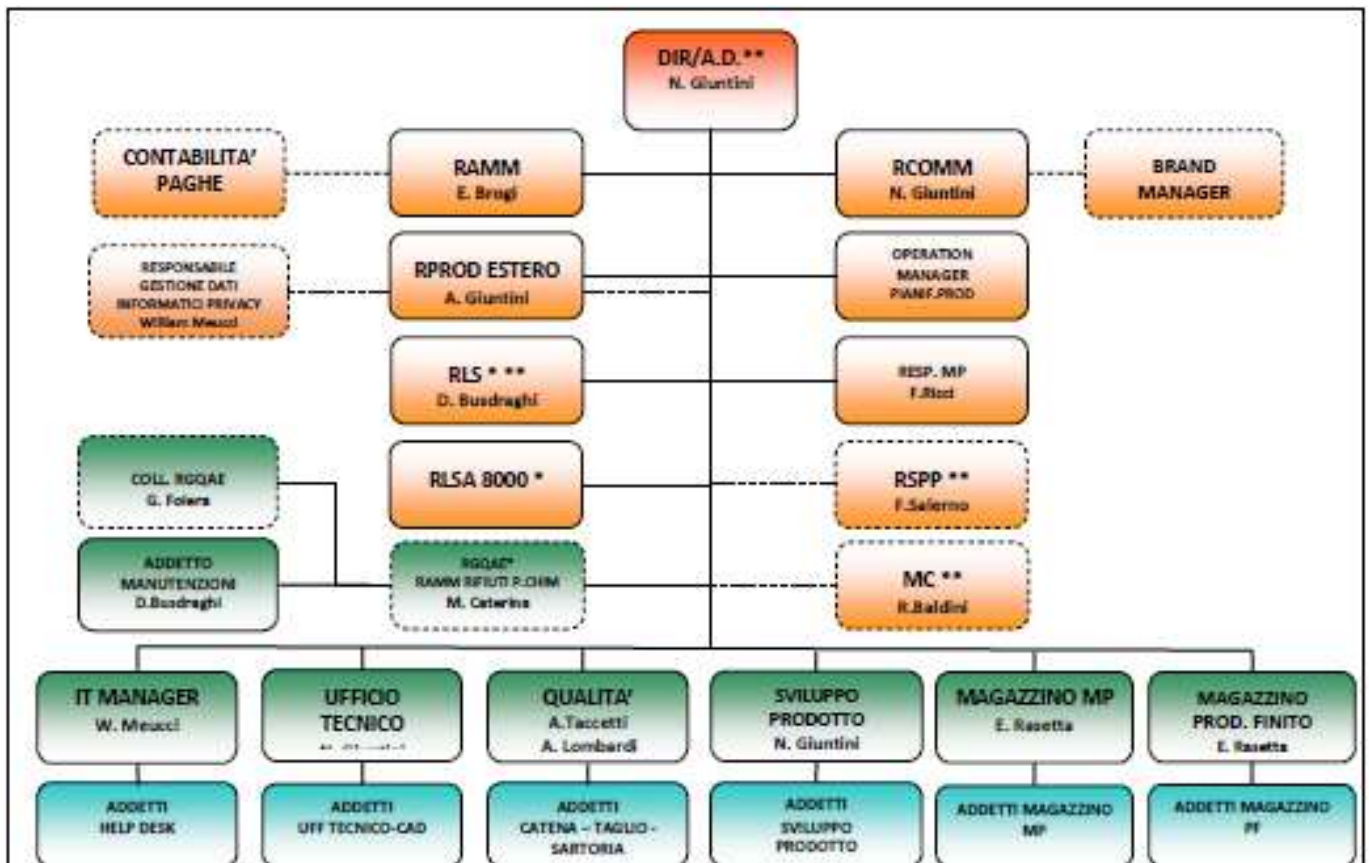 DIR/A.D.**
N. Giuntini
CONTABILITA'
PAGHE
RAMM
E. Brogi
RCOMM
N. Giuntini
BRAND
MANAGER
RESPONSABILE
GESTIONE DATI
INFORMATICI PRIVACY
William Meucci
RPROD ESTERO
A. Giuntini
OPERATION
MANAGER
PIANIF.PROD
RLS * **
D. Busdraghi
RESP. MP
F.Ricci
COLL. RGQAE
G. Foiera
RLSA 8000 *
RSPP **
F.Salerno
ADDETTO
MANUTENZIONI
D.Busdraghi
RGQAE*
RAMM RIFIUTI P.CHIM
M. Caterina
MC **
R.Baldini
IT MANAGER
W. Meucci
UFFICIO
TECNICO
N. Giuntini
QUALITA'
A.Taccetti
A. Lombardi
SVILUPPO
PRODOTTO
N. Giuntini
MAGAZZINO MP
E. Rasetta
MAGAZZINO
PROD. FINITO
E. Rasetta
ADDETTI
HELP DESK
ADDETTI
UFF TECNICO-CAD
ADDETTI
CATENA – TAGLIO -
SARTORIA
ADDETTI
SVILUPPO
PRODOTTO
ADDETTI MAGAZZINO
MP
ADDETTI MAGAZZINO
PF